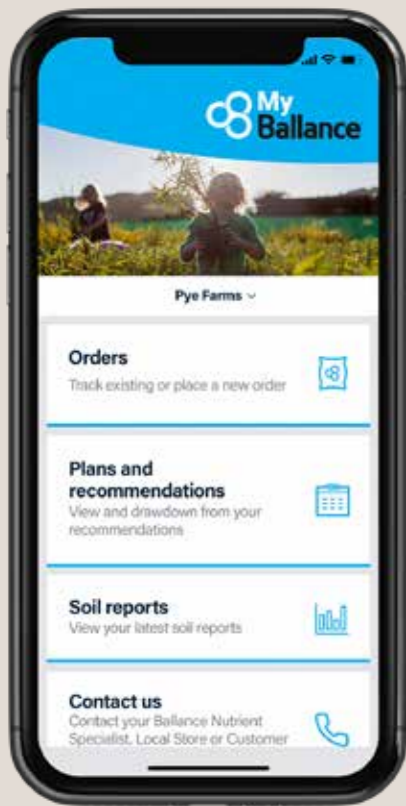 My
Ballance
Pye Farms
Orders
Track existing or place a new order
Plans and
recommendations
View and drawdown from your
recommendations
Soil reports
View your latest soil reports
Contact us
Contact your Ballance Nutrient
Specialist, Local Store or Customer